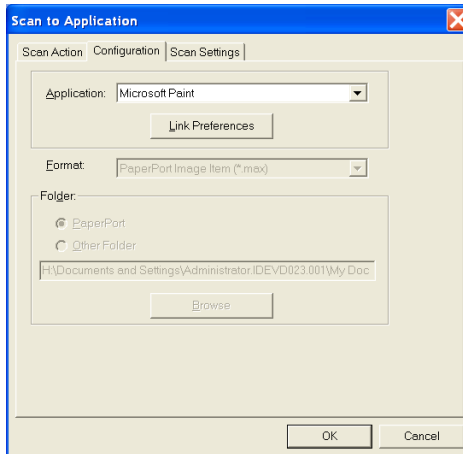 Scan to Application
Scan Action Configuration Scan Settings
Application: Microsoft Paint
Link Preferences
Format: PaperPort Image Item (*.max)
Folder:
PaperPort
Other Folder
H:\Documents and Settings\Administrator.IDEVD023.001\My Doc
Browse
OK Cancel